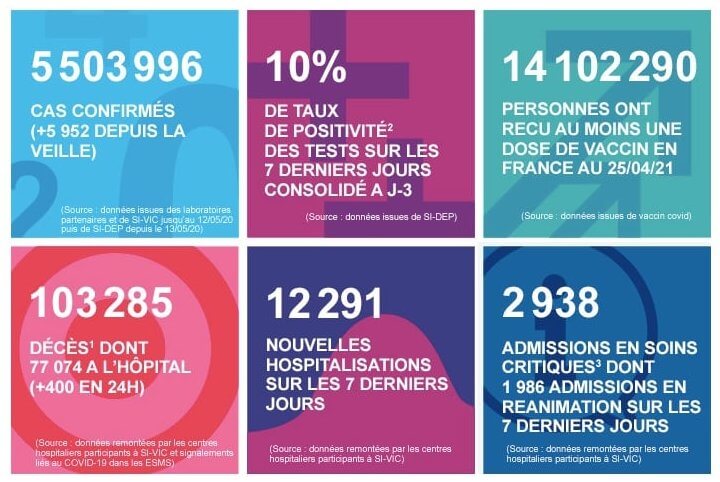 5 503 996
CAS CONFIRMÉS
(+5 952 DEPUIS LA
VEILLE)
(Source : données issues des laboratoires
partenaires et de SI-VIC jusqu'au 12/05/20
puis de SI-DEP depuis le 13/05/20)
10%
DE TAUX
DE POSITIVITÉ²
DES TESTS SUR LES
7 DERNIERS JOURS
CONSOLIDÉ A J-3
(Source : données issues de SI-DEP)
14 102 290
PERSONNES ONT
RECU AU MOINS UNE
DOSE DE VACCIN EN
FRANCE AU 25/04/21
(Source : données issues de vaccin covid)
103 285
DÉCÈS¹ DONT
77 074 A L'HÔPITAL
(+400 EN 24H)
(Source : données remontées par les centres
hospitaliers participants à SI-VIC et signalements
liés au COVID-19 dans les ESMS)
12 291
NOUVELLES
HOSPITALISATIONS
SUR LES 7 DERNIERS
JOURS
(Source : données remontées par les centres
hospitaliers participants à SI-VIC)
2 938
ADMISSIONS EN SOINS
CRITIQUES³ DONT
1 986 ADMISSIONS EN
REANIMATION SUR LES
7 DERNIERS JOURS
(Source : données remontées par les centres
hospitaliers participants à SI-VIC)